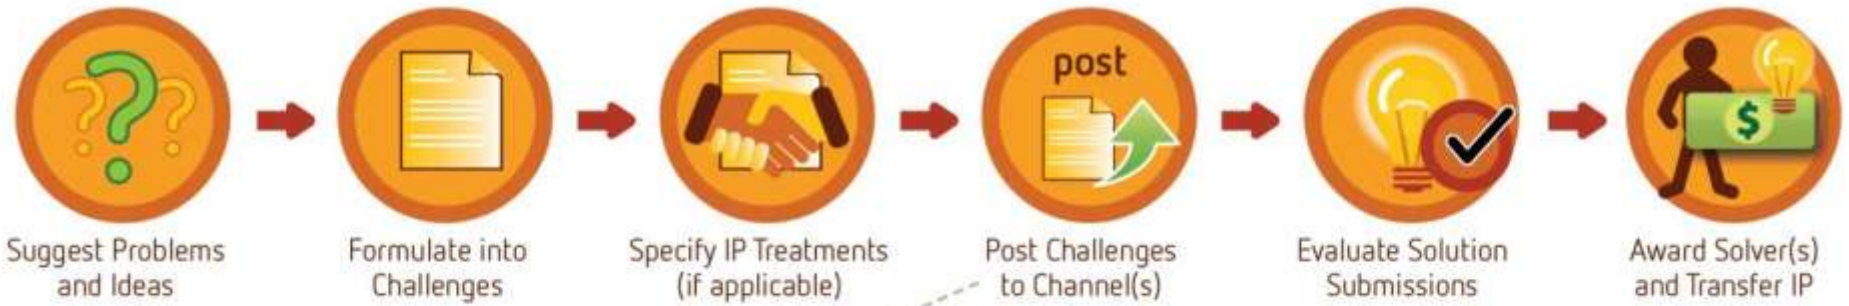 post
$
Suggest Problems
and Ideas
Formulate into
Challenges
Specify IP Treatments
(if applicable)
Post Challenges
to Channel(s)
Evaluate Solution
Submissions
Award Solver(s)
and Transfer IP